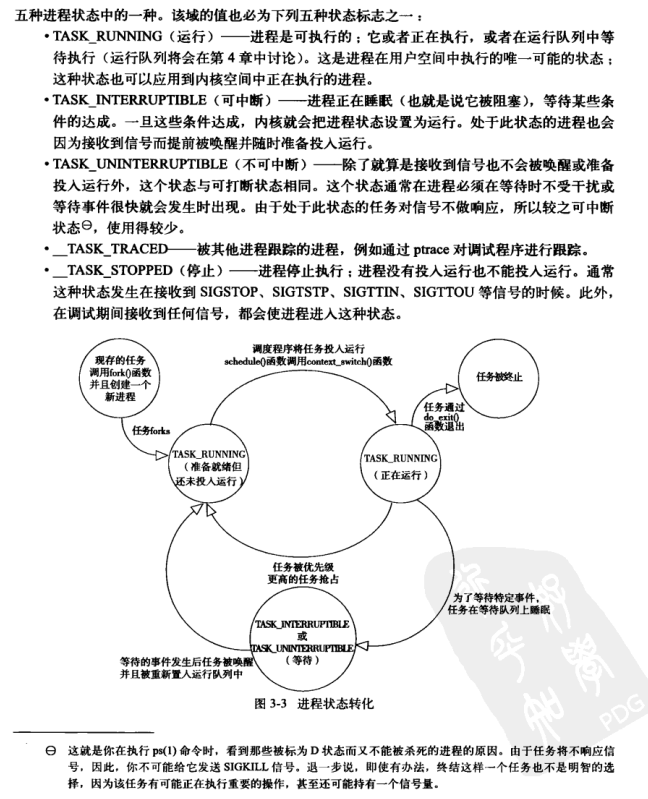 五种进程状态中的一种。该域的值也必为下列五种状态标志之一：
• TASK_RUNNING（运行）——进程是可执行的；它或者正在执行，或者在运行队列中等
待执行（运行队列将会在第 4 章中讨论）。这是进程在用户空间中执行的唯一可能的状态；
这种状态也可以应用到内核空间中正在执行的进程。
• TASK_INTERRUPTIBLE（可中断）——进程正在睡眠（也就是说它被阻塞），等待某些条
件的达成。一旦这些条件达成，内核就会把进程状态设置为运行。处于此状态的进程也会
因为接收到信号而提前被唤醒并随时准备投入运行。
• TASK_UNINTERRUPTIBLE（不可中断）——除了就算是接收到信号也不会被唤醒或准备
投入运行外，这个状态与可打断状态相同。这个状态通常在进程必须在等待时不受干扰或
等待事件很快就会发生时出现。由于处于此状态的任务对信号不做响应，所以较之可中断
状态㊀，使用得较少。
• __TASK_TRACED——被其他进程跟踪的进程，例如通过 ptrace 对调试程序进行跟踪。
• __TASK_STOPPED（停止）——进程停止执行；进程没有投入运行也不能投入运行。通常
这种状态发生在接收到 SIGSTOP、SIGTSTP、SIGTTIN、SIGTTOU 等信号的时候。此外，
在调试期间接收到任何信号，都会使进程进入这种状态。
现存的任务
调用fork()函数
并且创建一个
新进程
调度程序将任务投入运行
schedule()函数调用context_switch()函数
任务被终止
任务通过
do_exit()
函数退出
任务forks
TASK_RUNNING
（准备就绪但
还未投入运行）
TASK_RUNNING
（正在运行）
任务被优先级
更高的任务抢占
为了等待特定事件，
任务在等待队列上睡眠
TASK_INTERRUPTIBLE
或
TASK_UNINTERRUPTIBLE
（等待）
等待的事件发生后任务被唤醒
并且被重新置入运行队列中
图 3-3 进程状态转化
㊀ 这就是你在执行 ps(1) 命令时，看到那些被标为 D 状态而又不能被杀死的进程的原因。由于任务将不响应信
号，因此，你不可能给它发送 SIGKILL 信号。退一步说，即使有办法，终结这样一个任务也不是明智的选
择，因为该任务有可能正在执行重要的操作，甚至还可能持有一个信号量。
PDG